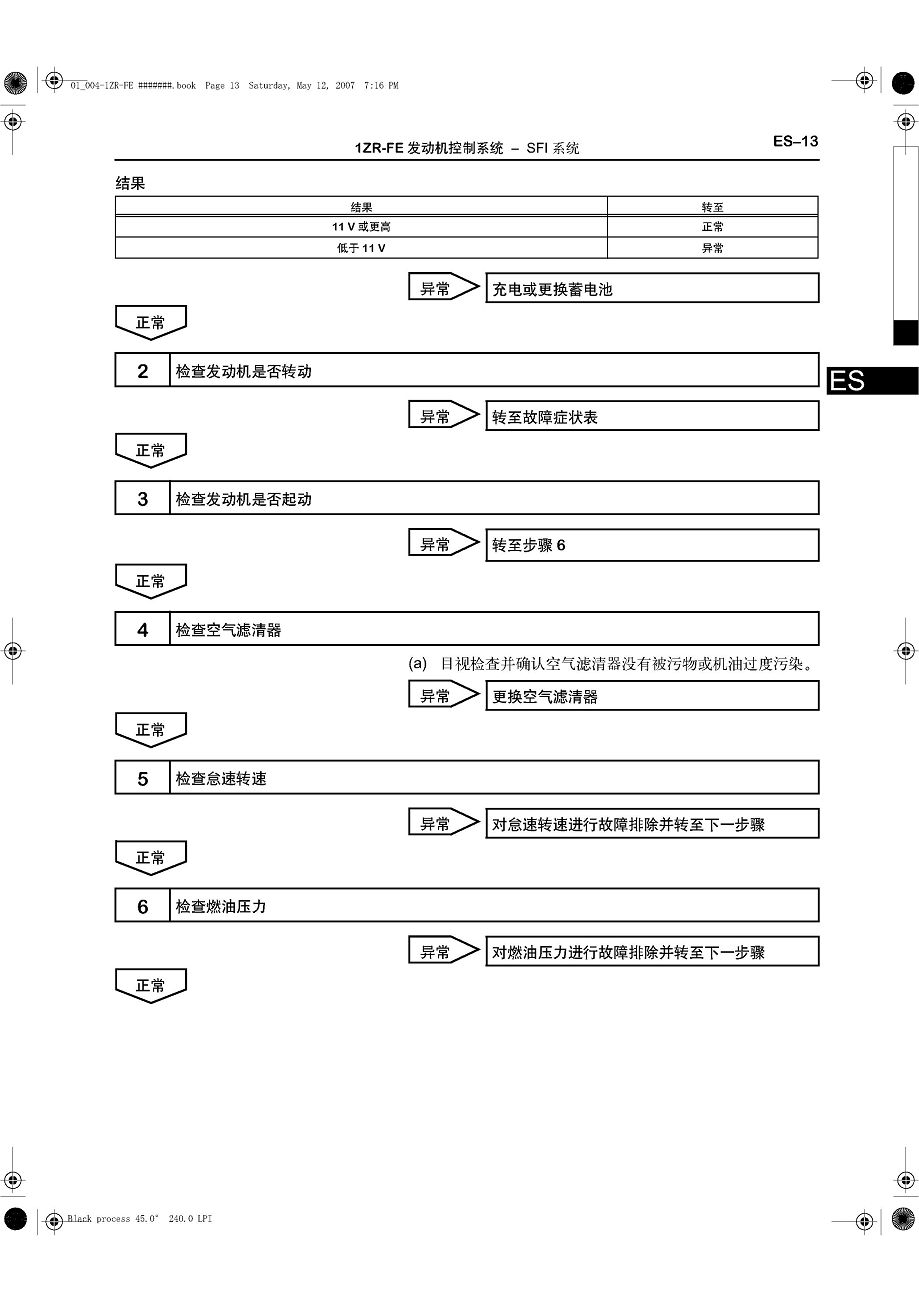 01_004-1ZR-FE #######.book Page 13 Saturday, May 12, 2007 7:16 PM
1ZR-FE 发动机控制系统 – SFI 系统
ES–13
结果
结果 转至
11 V 或更高 正常
低于 11 V 异常
异常 充电或更换蓄电池
正常
2 检查发动机是否转动
ES
异常 转至故障症状表
正常
3 检查发动机是否起动
异常 转至步骤 6
正常
4 检查空气滤清器
(a) 目视检查并确认空气滤清器没有被污物或机油过度污染。
异常 更换空气滤清器
正常
5 检查怠速转速
异常 对怠速转速进行故障排除并转至下一步骤
正常
6 检查燃油压力
异常 对燃油压力进行故障排除并转至下一步骤
正常
Black process 45.0° 240.0 LPI